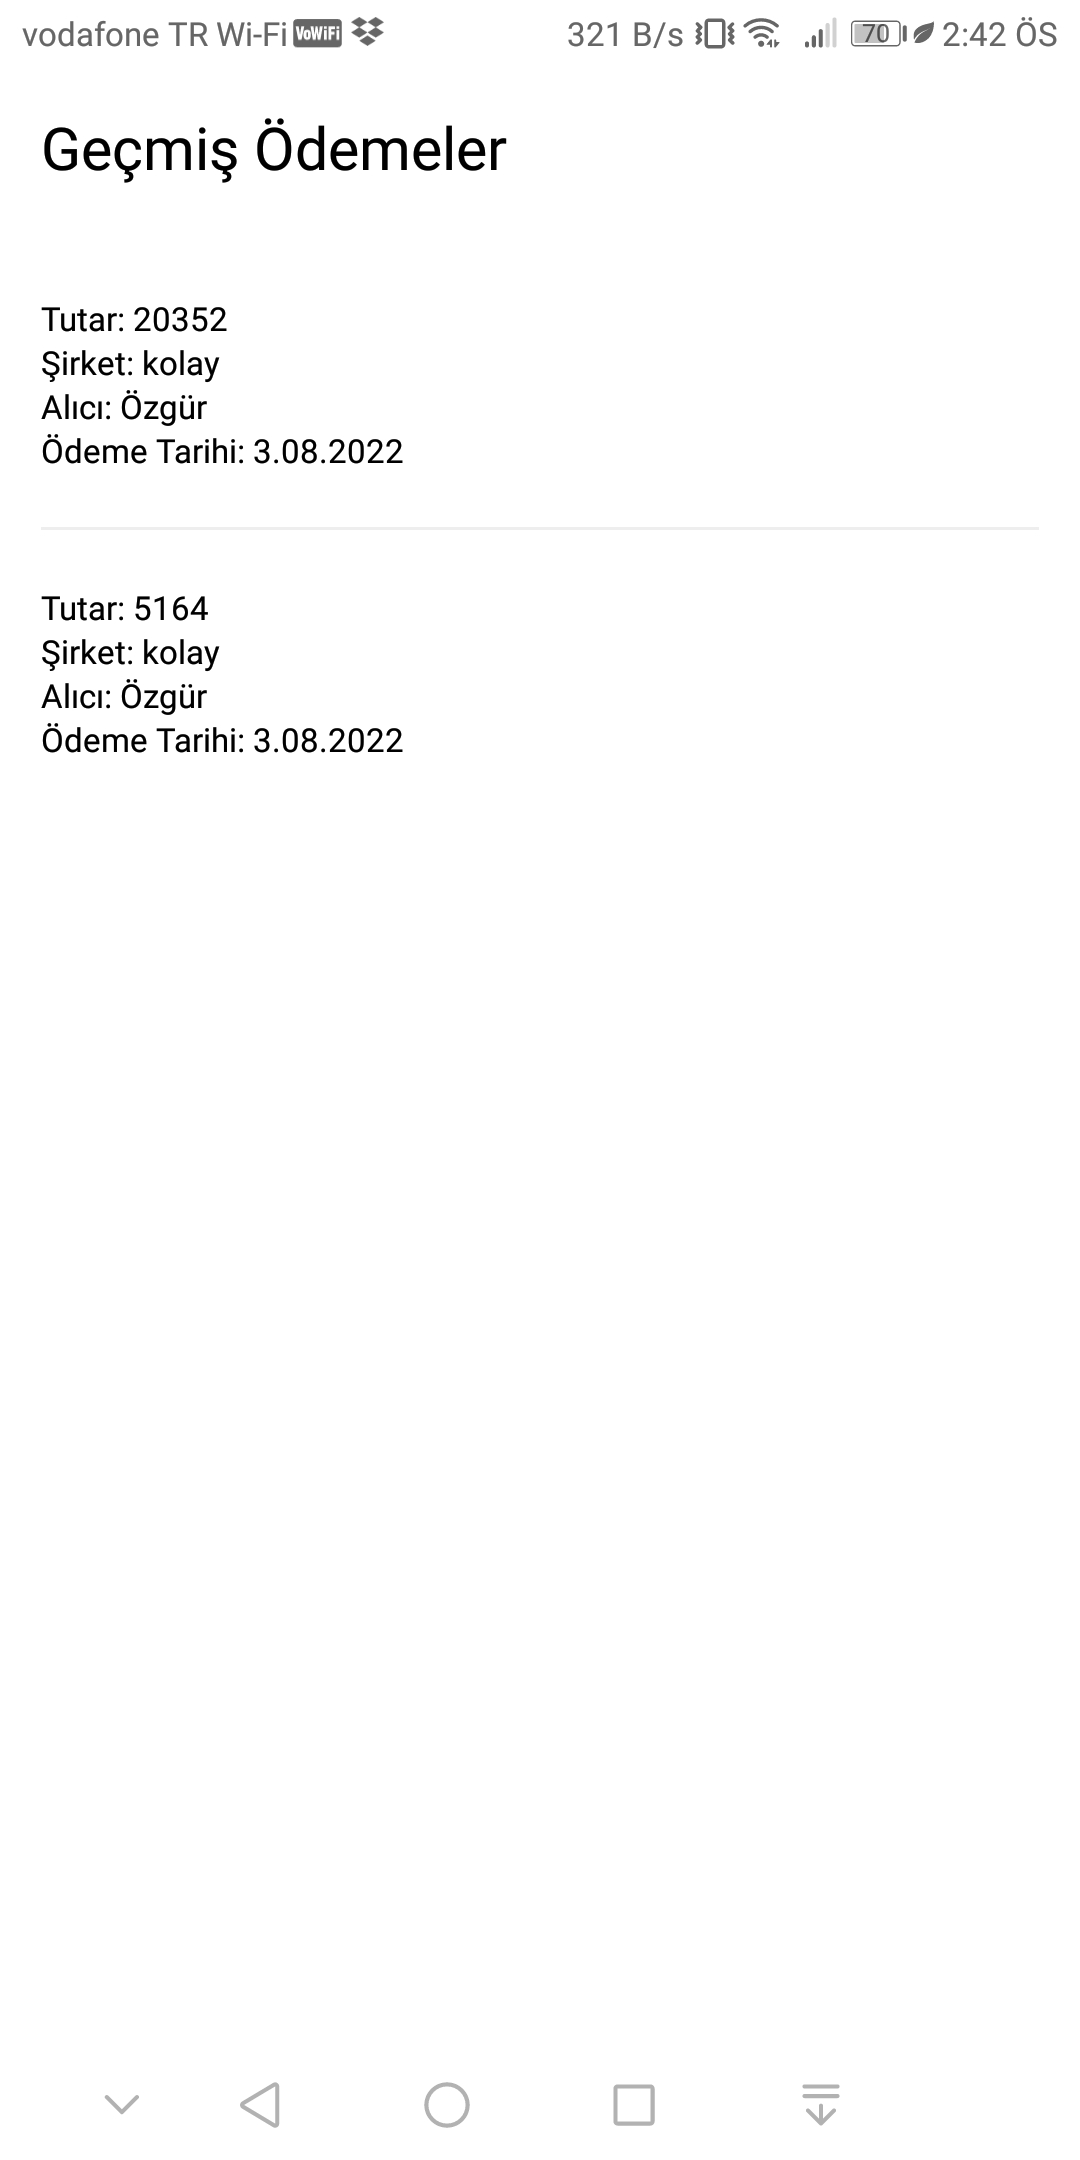 vodafone TR Wi-Fi VoWiFi 321 B/s 70 2:42 ÖS
Geçmiş Ödemeler
Tutar: 20352
Şirket: kolay
Alıcı: Özgür
Ödeme Tarihi: 3.08.2022
Tutar: 5164
Şirket: kolay
Alıcı: Özgür
Ödeme Tarihi: 3.08.2022